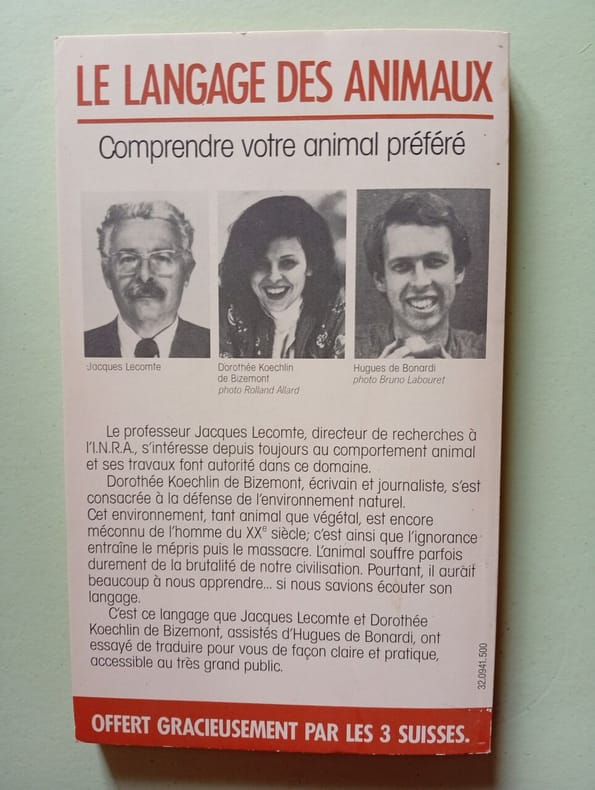 LE LANGAGE DES ANIMAUX
Comprendre votre animal préféré
Jacques Lecomte
Dorothée Koechlin
de Bizemont
photo Rolland Allard
Hugues de Bonardi
photo Bruno Labouret
Le professeur Jacques Lecomte, directeur de recherches à
l'I.N.R.A., s'intéresse depuis toujours au comportement animal
et ses travaux font autorité dans ce domaine.
Dorothée Koechlin de Bizemont, écrivain et journaliste, s'est
consacrée à la défense de l'environnement naturel.
Cet environnement, tant animal que végétal, est encore
méconnu de l'homme du XXe siècle; c'est ainsi que l'ignorance
entraîne le mépris puis le massacre. L'animal souffre parfois
durement de la brutalité de notre civilisation. Pourtant, il aurait
beaucoup à nous apprendre... si nous savions écouter son
langage.
C'est ce langage que Jacques Lecomte et Dorothée
Koechlin de Bizemont, assistés d'Hugues de Bonardi, ont
essayé de traduire pour vous de façon claire et pratique,
accessible au très grand public.
32.0941.500
OFFERT GRACIEUSEMENT PAR LES 3 SUISSES.